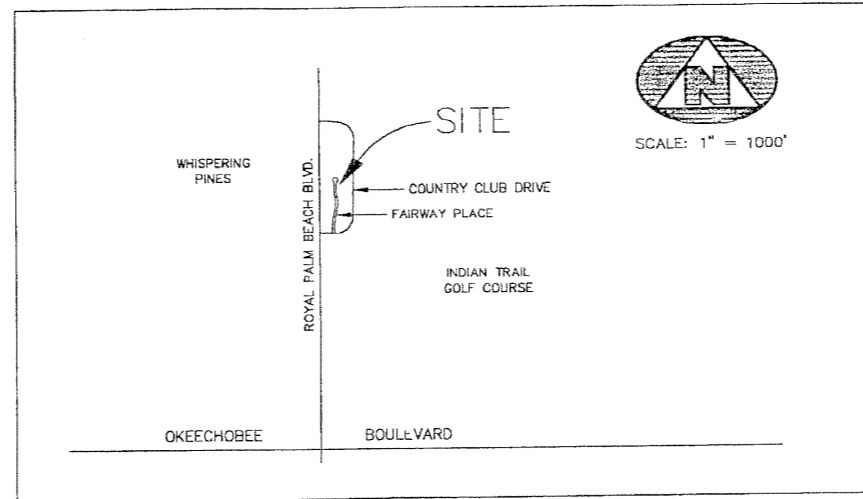 N
SCALE: 1" = 1000'
SITE
WHISPERING
PINES
ROYAL PALM BEACH BLVD.
COUNTRY CLUB DRIVE
FAIRWAY PLACE
INDIAN TRAIL
GOLF COURSE
OKEECHOBEE BOULEVARD